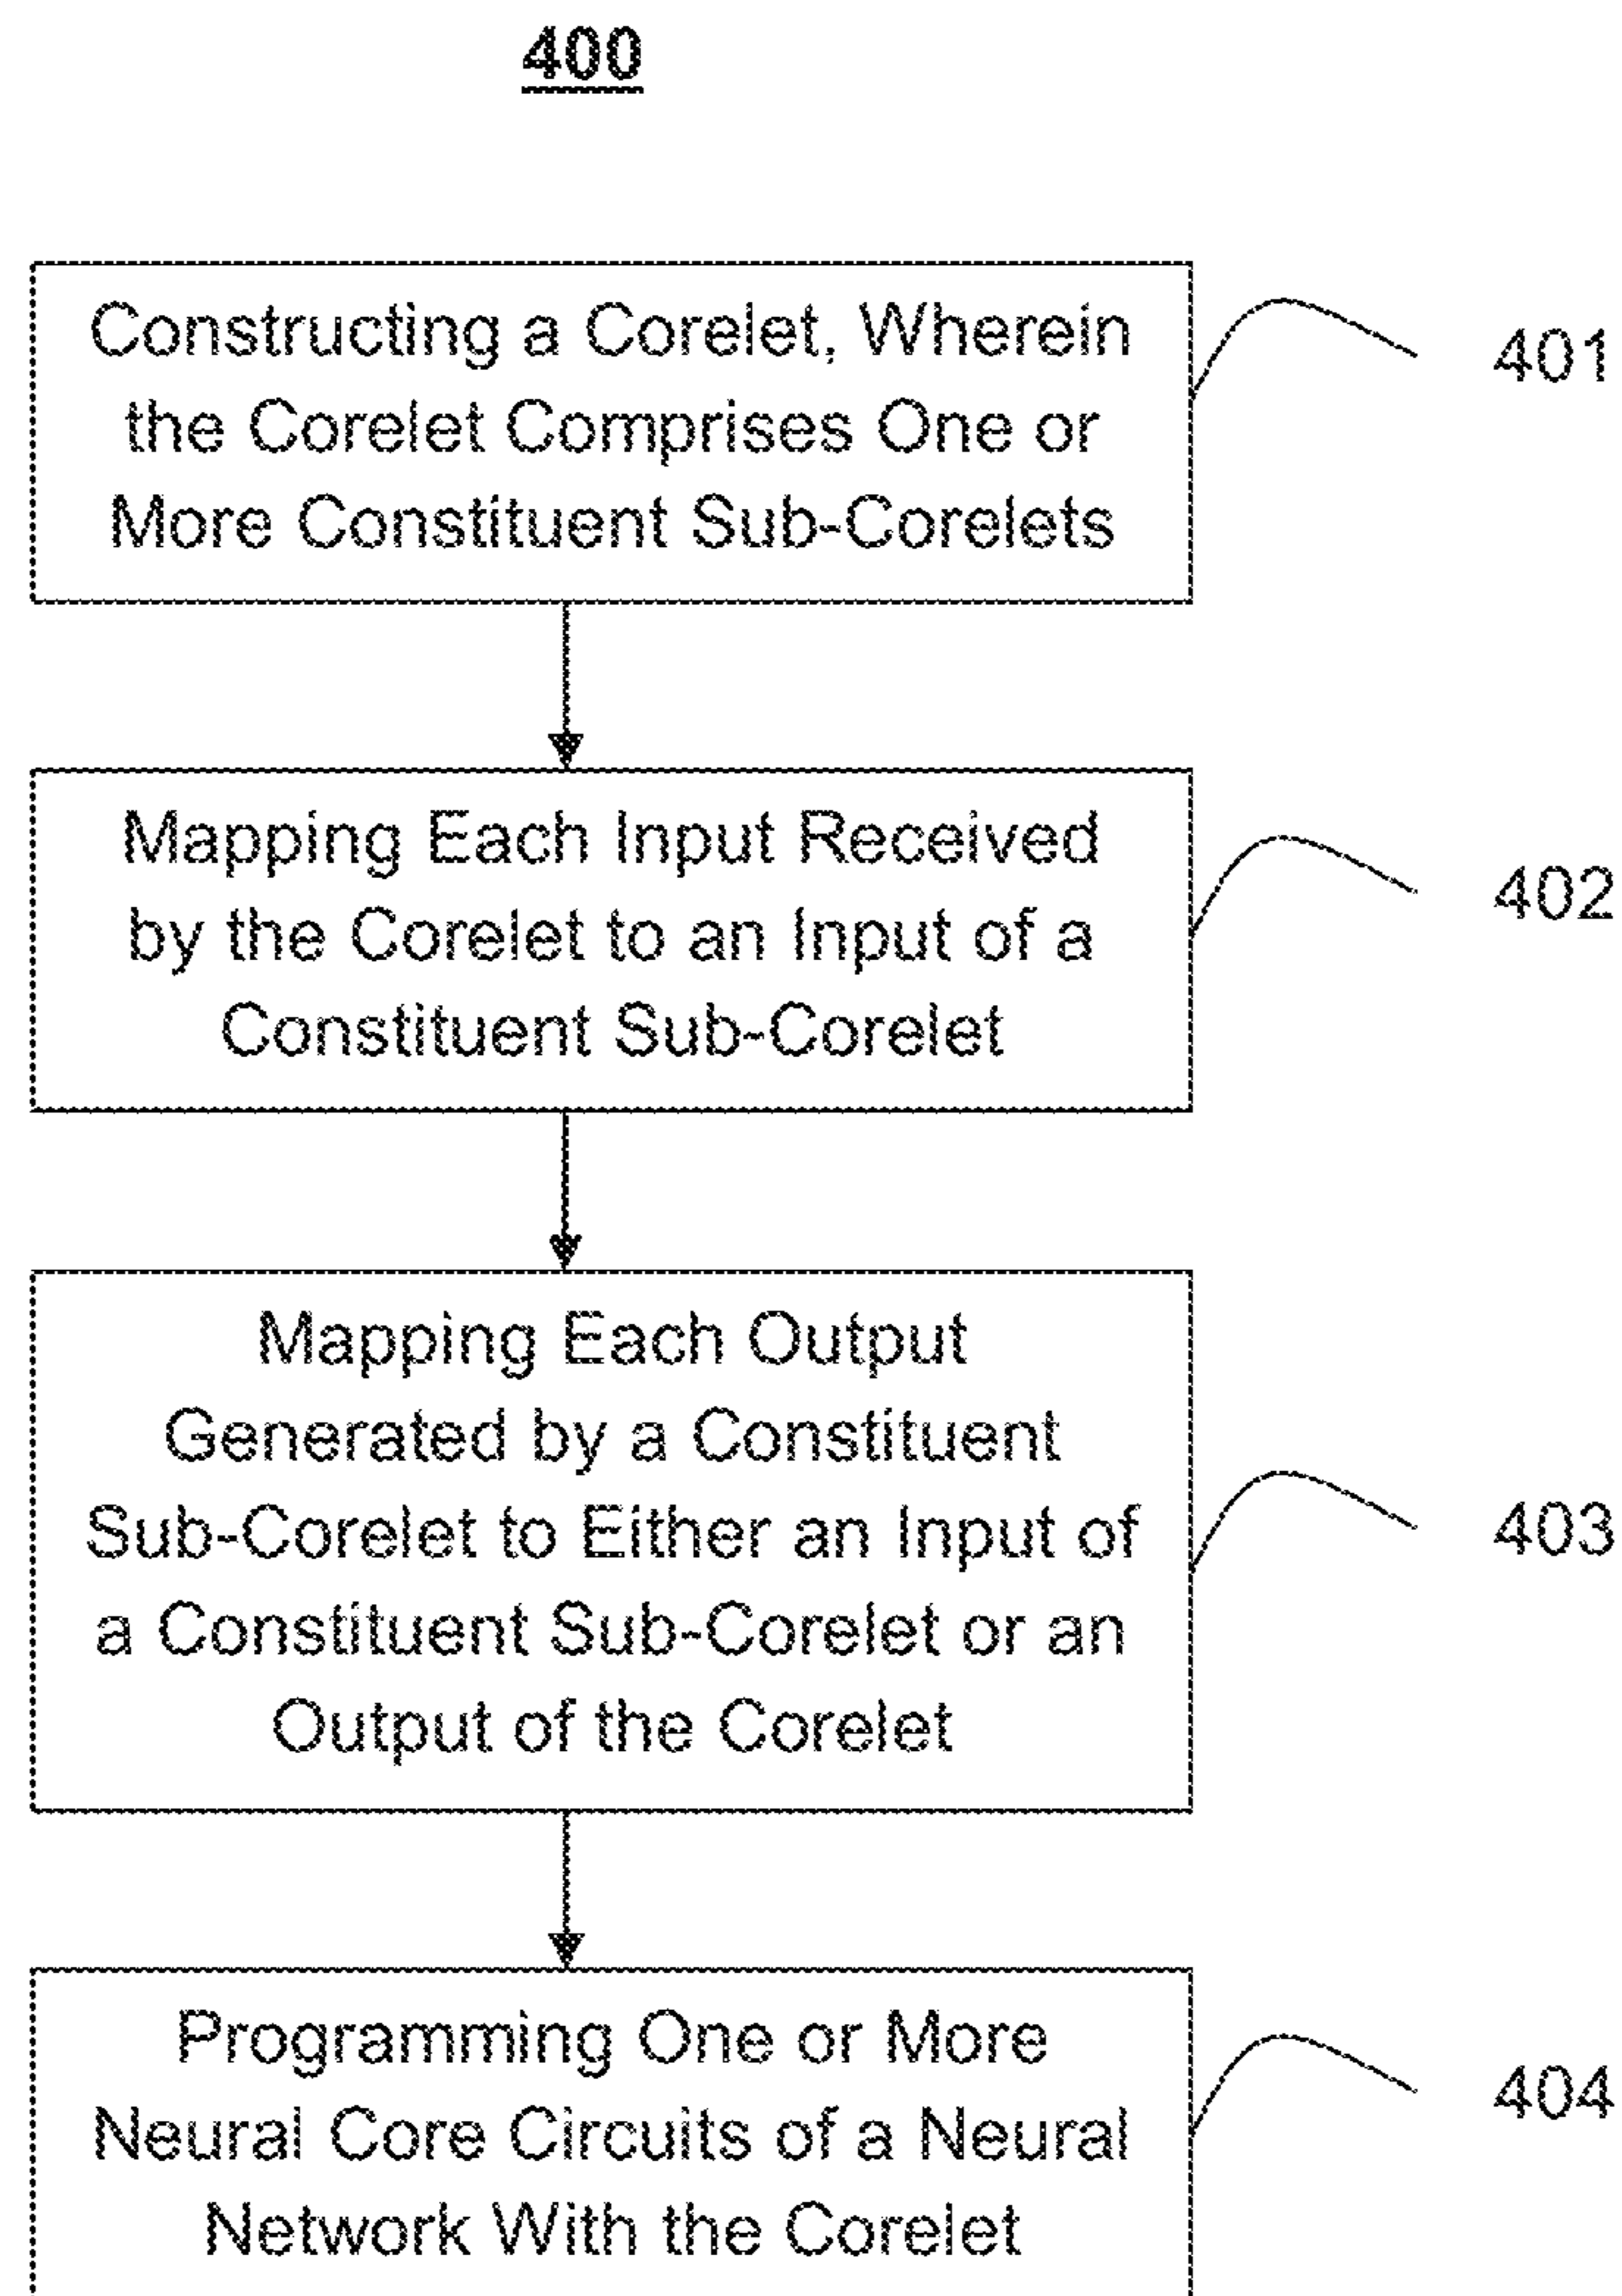 400
Constructing a Corelet, Wherein
the Corelet Comprises One or
More Constituent Sub-Corelets
401
Mapping Each Input Received
by the Corelet to an Input of a
Constituent Sub-Corelet
402
Mapping Each Output
Generated by a Constituent
Sub-Corelet to Either an Input of
a Constituent Sub-Corelet or an
Output of the Corelet
403
Programming One or More
Neural Core Circuits of a Neural
Network With the Corelet
404